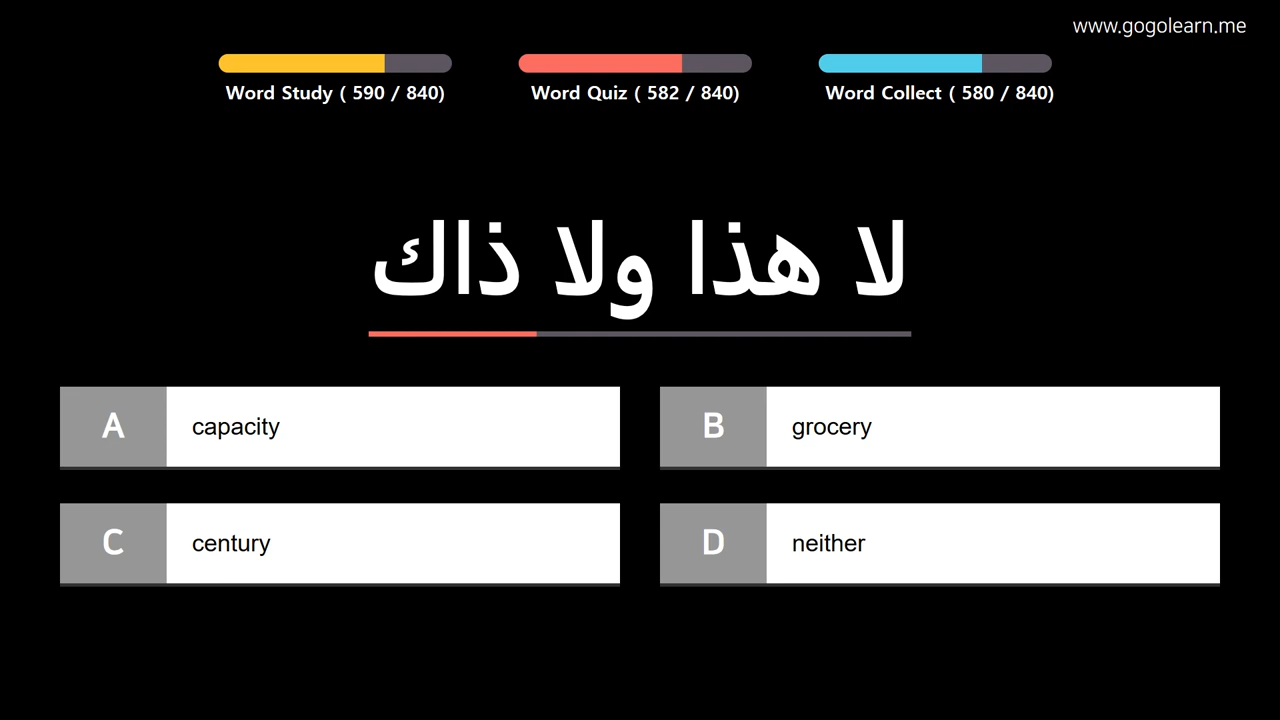 www.gogolearn.me
Word Study ( 590 / 840)
Word Quiz ( 582 / 840)
Word Collect ( 580 / 840)
لا هذا ولا ذاك
A capacity
B grocery
C century
D neither